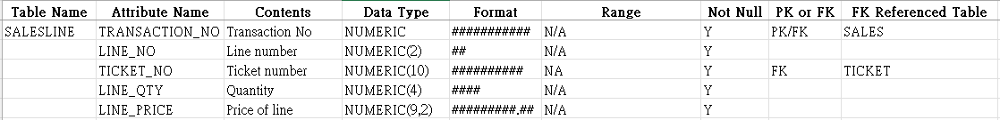 Table Name Attribute Name Contents Data Type Format Range Not Null PK or FK FK Referenced Table
SALESLINE TRANSACTION_NO Transaction No NUMERIC ########### N/A Y PK/FK SALES
LINE_NO Line number NUMERIC(2) ## N/A Y
TICKET_NO Ticket number NUMERIC(10) ########## NA Y FK TICKET
LINE_QTY Quantity NUMERIC(4) #### N/A Y
LINE_PRICE Price of line NUMERIC(9,2) #########.## N/A Y